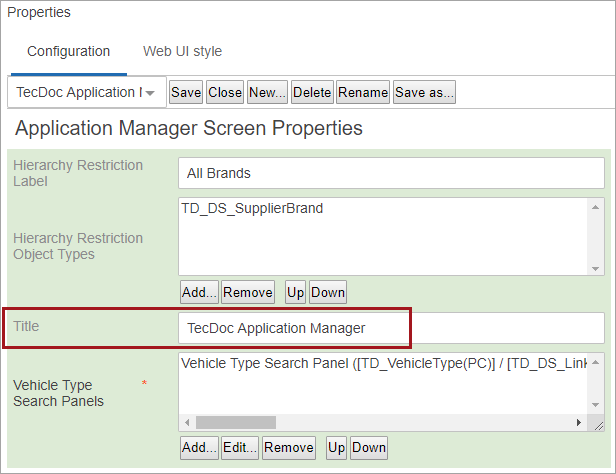 Properties
Configuration Web UI style
TecDoc Application M Save Close New... Delete Rename Save as...
Application Manager Screen Properties
Hierarchy Restriction
Label
All Brands
Hierarchy Restriction
Object Types
TD_DS_SupplierBrand
Add... Remove Up Down
Title TecDoc Application Manager
Vehicle Type
Search Panels *
Vehicle Type Search Panel ([TD_VehicleType(PC)] / [TD_DS_Link
Add... Edit... Remove Up Down